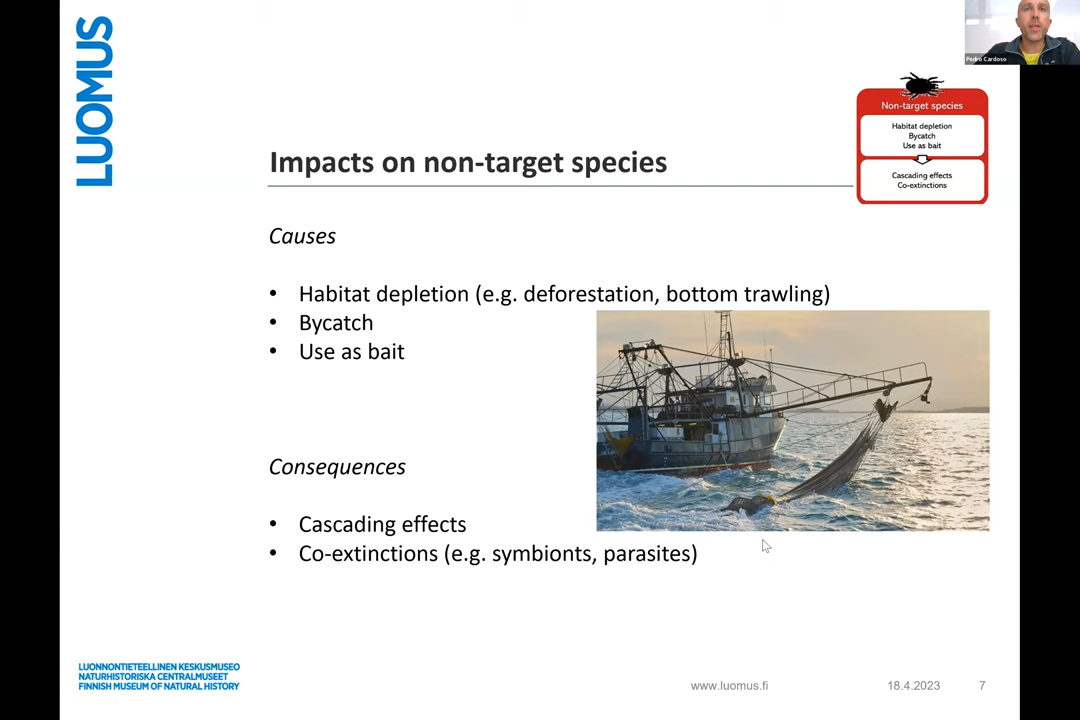 LUOMUS
Pedro Cardoso
Non-target species
Habitat depletion
Bycatch
Use as bait
Cascading effects
Co-extinctions
Impacts on non-target species
Causes
• Habitat depletion (e.g. deforestation, bottom trawling)
• Bycatch
• Use as bait
Consequences
• Cascading effects
• Co-extinctions (e.g. symbionts, parasites)
LUONNONTIETEELLINEN KESKUSMUSEO
NATURHISTORISKA CENTRALMUSEET
FINNISH MUSEUM OF NATURAL HISTORY
www.luomus.fi
18.4.2023
7